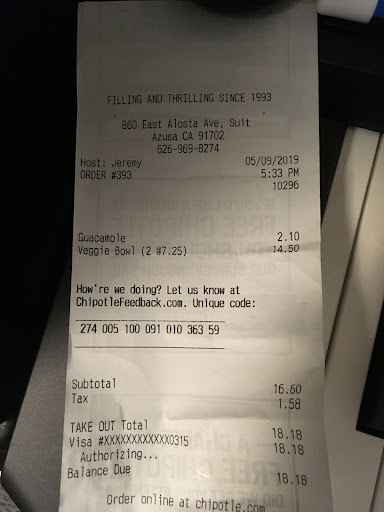 FILLING AND THRILLING SINCE 1993
860 East Alosta Ave, Suit
Azusa CA 91702
626-969-8274
Host: Jeremy 05/09/2019
ORDER #393 5:33 PM
10296
Guacamole 2.10
Veggie Bowl (2 @7.25) 14.50
How're we doing? Let us know at
ChipotleFeedback.com. Unique code:
274 005 100 091 010 363 59
Subtotal 16.60
Tax 1.58
TAKE OUT Total 18.18
Visa #XXXXXXXXXXXX0315 18.18
Authorizing...
Balance Due 18.18
Order online at chipotle.com